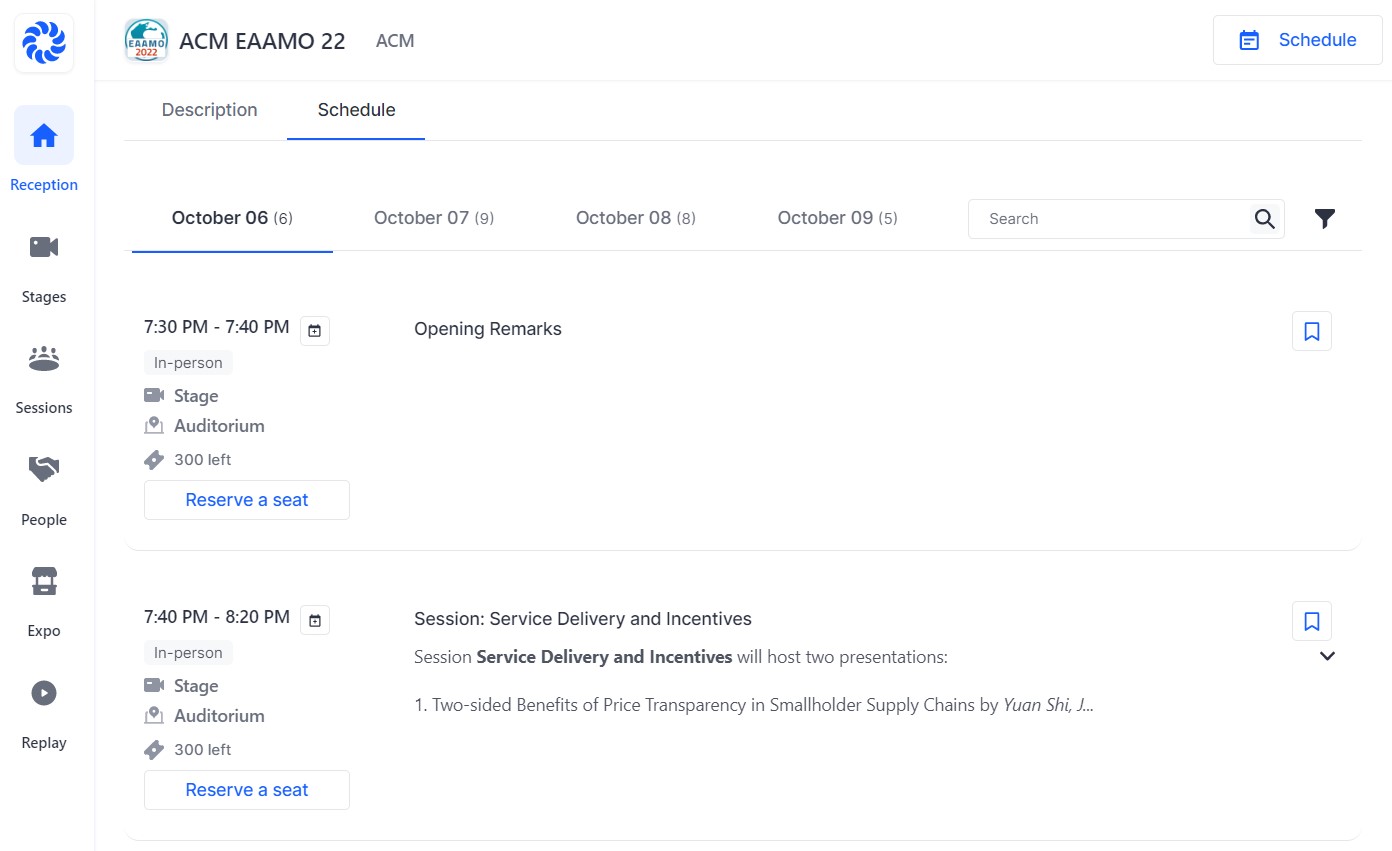 EAAMO
2022
ACM EAAMO 22 ACM
Schedule
Description Schedule
Reception
Stages
Sessions
People
Expo
Replay
October 06 (6) October 07 (9) October 08 (8) October 09 (5) Search
7:30 PM - 7:40 PM
In-person
Stage
Auditorium
300 left
Reserve a seat
Opening Remarks
7:40 PM - 8:20 PM
In-person
Stage
Auditorium
300 left
Reserve a seat
Session: Service Delivery and Incentives
Session Service Delivery and Incentives will host two presentations:
1. Two-sided Benefits of Price Transparency in Smallholder Supply Chains by Yuan Shi, J...